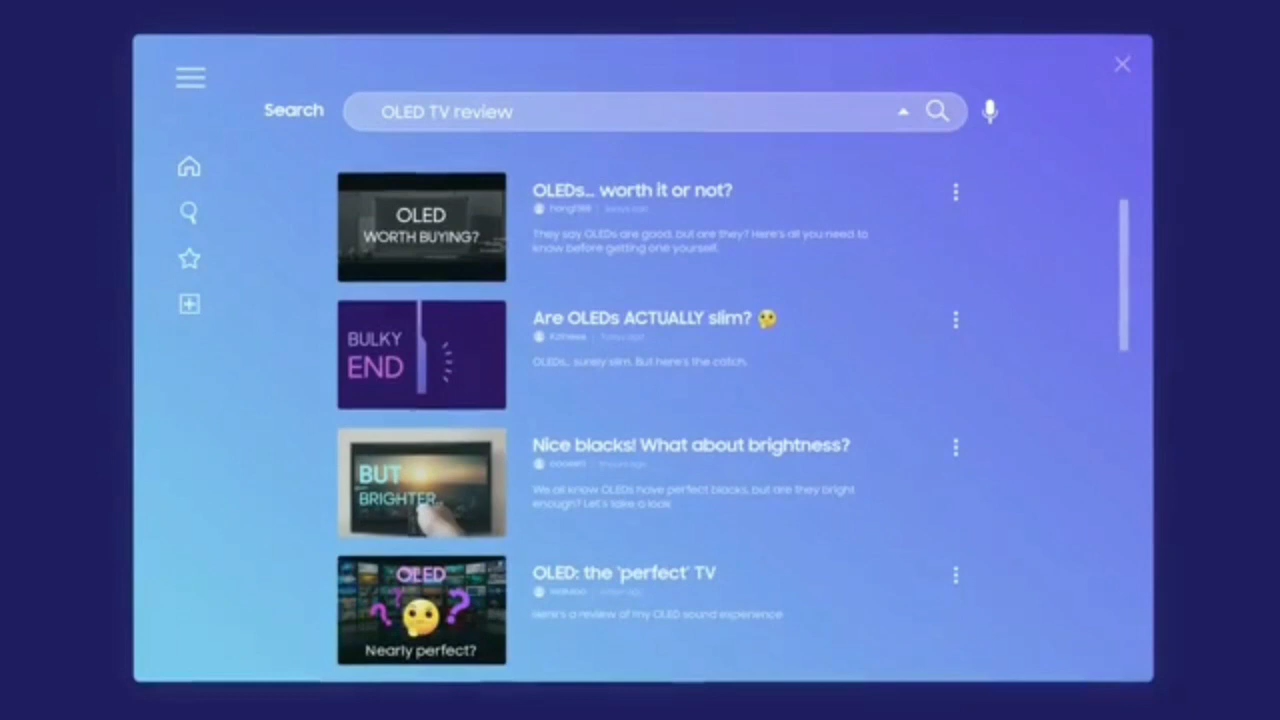 Search
OLED TV review
OLED
WORTH BUYING?
OLEDs... worth it or not?
They say OLEDs are good, but are they? Here's all you need to
know before getting one yourself.
BULKY
END
Are OLEDs ACTUALLY slim? 🤔
OLEDs... surely slim. But here's the catch.
BUT
BRIGHTER...
Nice blacks! What about brightness?
We all know OLEDs have perfect blacks, but are they bright
enough? Let's take a look
OLED
Nearly perfect?
OLED: the 'perfect' TV
Here's a review of my OLED sound experience